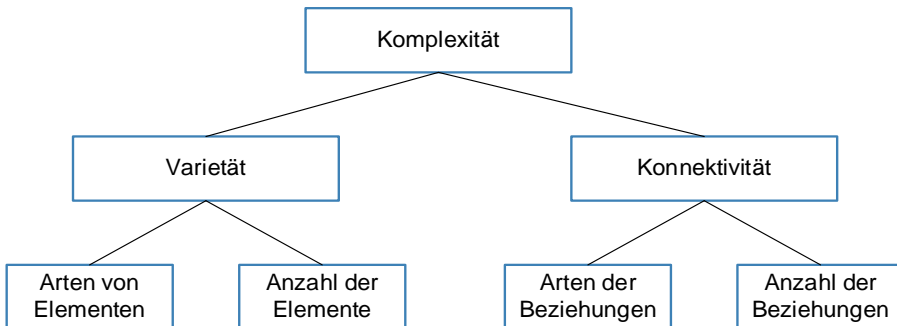 Komplexität
Varietät
Konnektivität
Arten von
Elementen
Anzahl der
Elemente
Arten der
Beziehungen
Anzahl der
Beziehungen